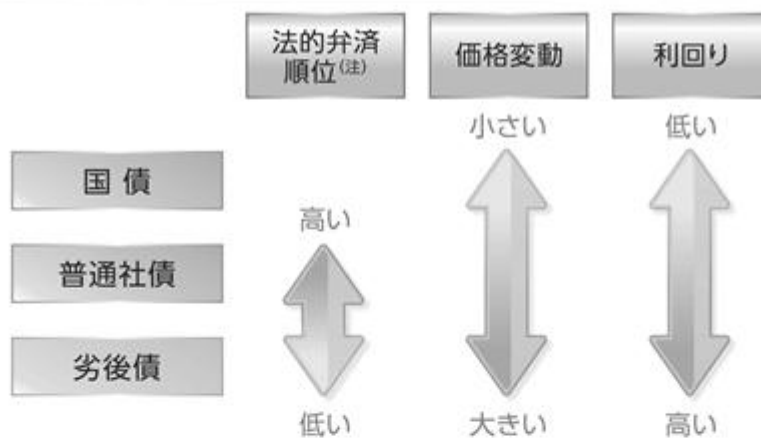 法的弁済
順位(注)
価格変動
利回り
小さい
低い
国債
高い
普通社債
劣後債
低い
大きい
高い